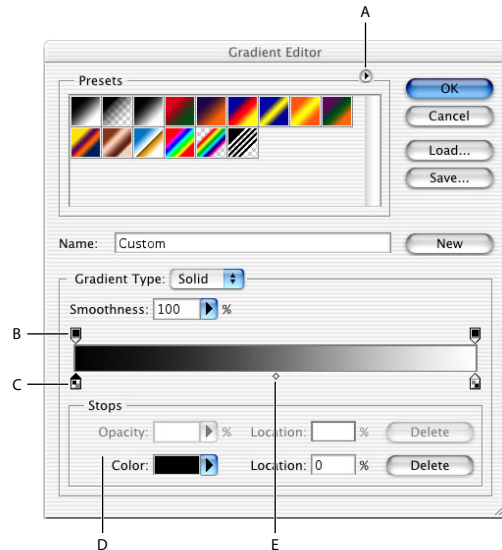 A
Gradient Editor
Presets
OK
Cancel
Load...
Save...
Name: Custom New
Gradient Type: Solid
Smoothness: 100 %
B
C
Stops
Opacity: % Location: % Delete
Color: Location: 0 % Delete
D E